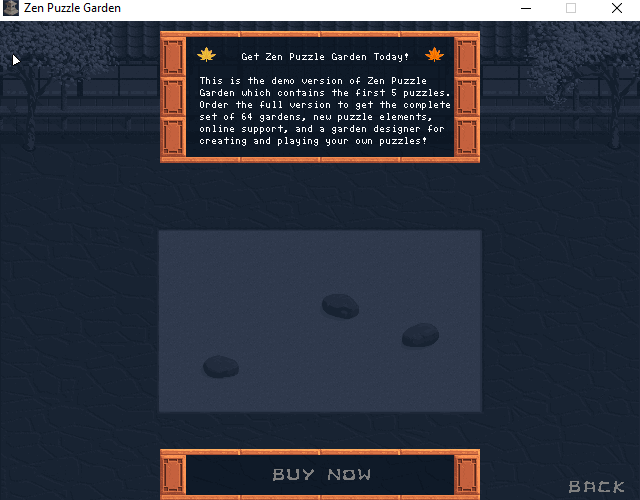 Zen Puzzle Garden
Get Zen Puzzle Garden Today!
This is the demo version of Zen Puzzle
Garden which contains the first 5 puzzles.
Order the full version to get the complete
set of 64 gardens, new puzzle elements,
online support, and a garden designer for
creating and playing your own puzzles!
BUY NOW
BACK